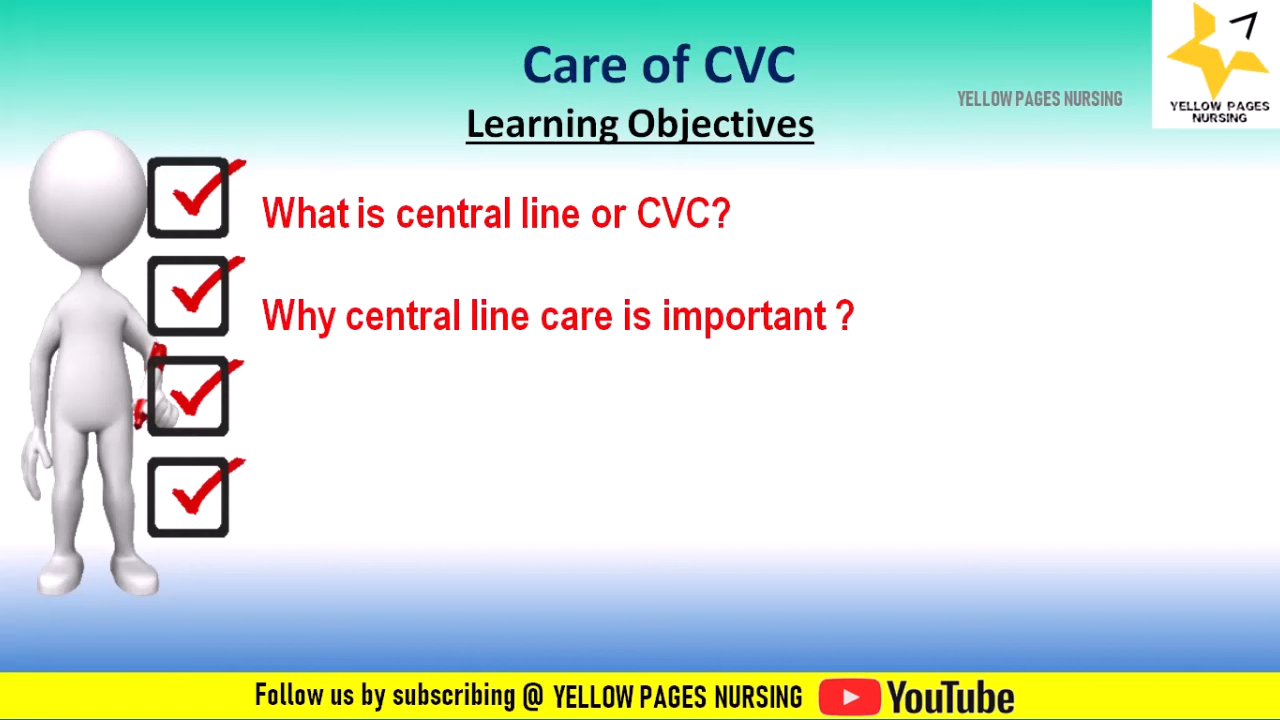 Care of CVC
YELLOW PAGES NURSING
Learning Objectives
YELLOW PAGES
NURSING
What is central line or CVC?
Why central line care is important ?
Follow us by subscribing @ YELLOW PAGES NURSING YouTube